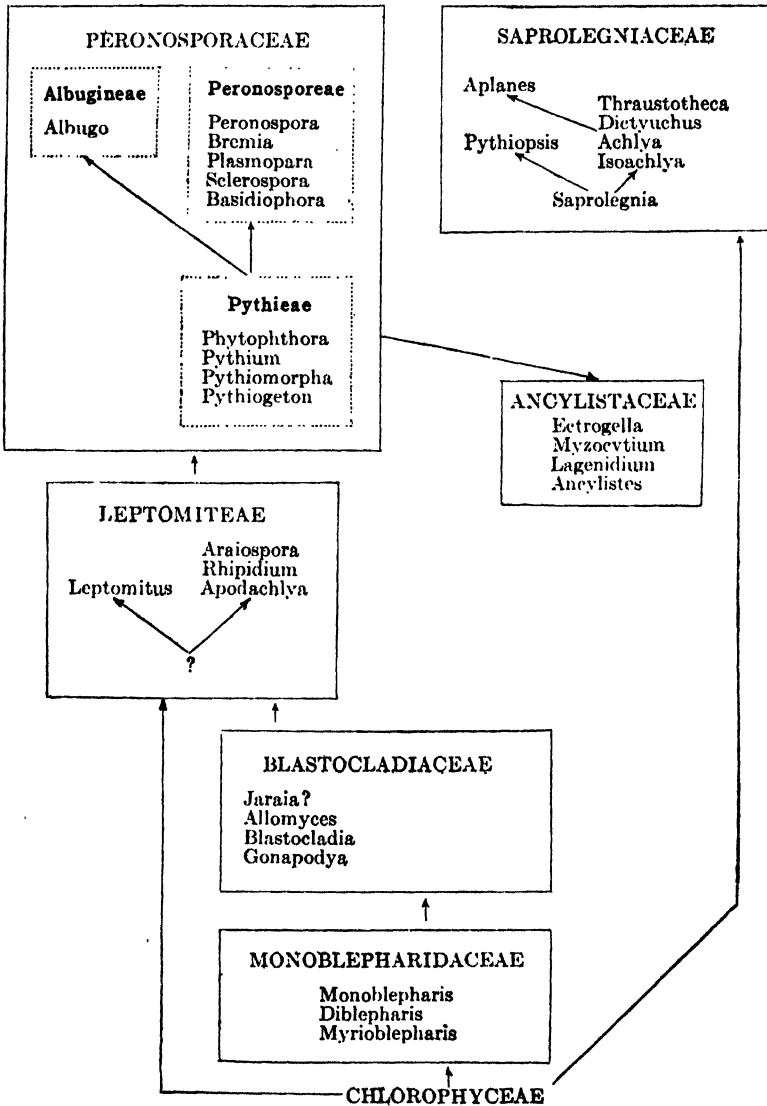 PERONOSPORACEAE
Albugineae
Albugo
Peronosporeae
Peronospora
Bremia
Plasmopara
Sclerospora
Basidiophora
Pythieae
Phytophthora
Pythium
Pythiomorpha
Pythiogeton
SAPROLEGNIACEAE
Aplanes
Pythiopsis
Thraustotheca
Dictyuchus
Achlya
Isoachlya
Saprolegnia
ANCYLISTACEAE
Ectrogella
Myzocytium
Lagenidium
Ancylistes
LEPTOMITEAE
Leptomitus
Araiospora
Rhipidium
Apodachlya
?
BLASTOCLADIACEAE
Jaraia?
Allomyces
Blastocladia
Gonapodya
MONOBLEPHARIDACEAE
Monoblepharis
Diblepharis
Myrioblepharis
CHLOROPHYCEAE